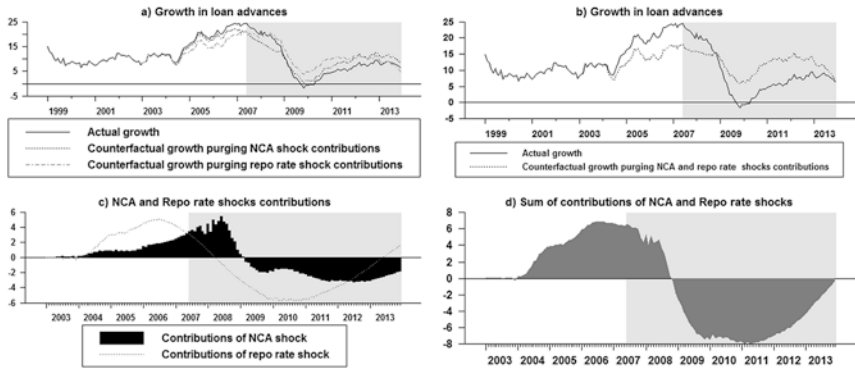 a) Growth in loan advances
25
15
5
-5
1999 2001 2003 2005 2007 2009 2011 2013
Actual growth
Counterfactual growth purging NCA shock contributions
Counterfactual growth purging repo rate shock contributions
b) Growth in loan advances
25
20
15
10
5
0
-5
1999 2001 2003 2005 2007 2009 2011 2013
Actual growth
Counterfactual growth purging NCA and repo rate shocks contributions
c) NCA and Repo rate shocks contributions
6
4
2
0
-2
-4
-6
2003 2004 2005 2006 2007 2008 2009 2010 2011 2012 2013
Contributions of NCA shock
Contributions of repo rate shock
d) Sum of contributions of NCA and Repo rate shocks
8
6
4
2
0
-2
-4
-6
-8
2003 2004 2005 2006 2007 2008 2009 2010 2011 2012 2013